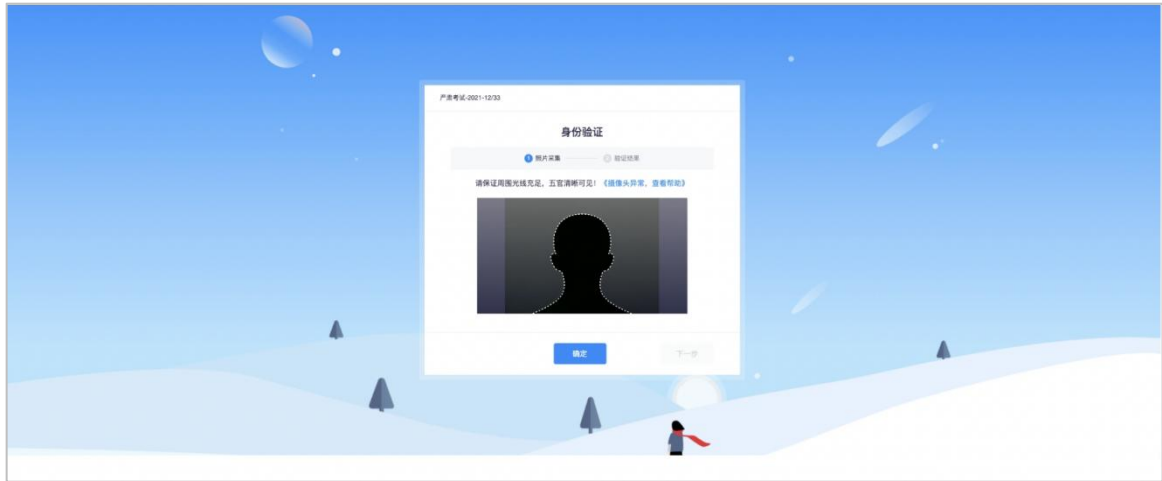 严肃考试-2021-12/33
身份验证
1 照片采集 2 验证结果
请保证周围光线充足，五官清晰可见！《摄像头异常，查看帮助》
确定 下一步